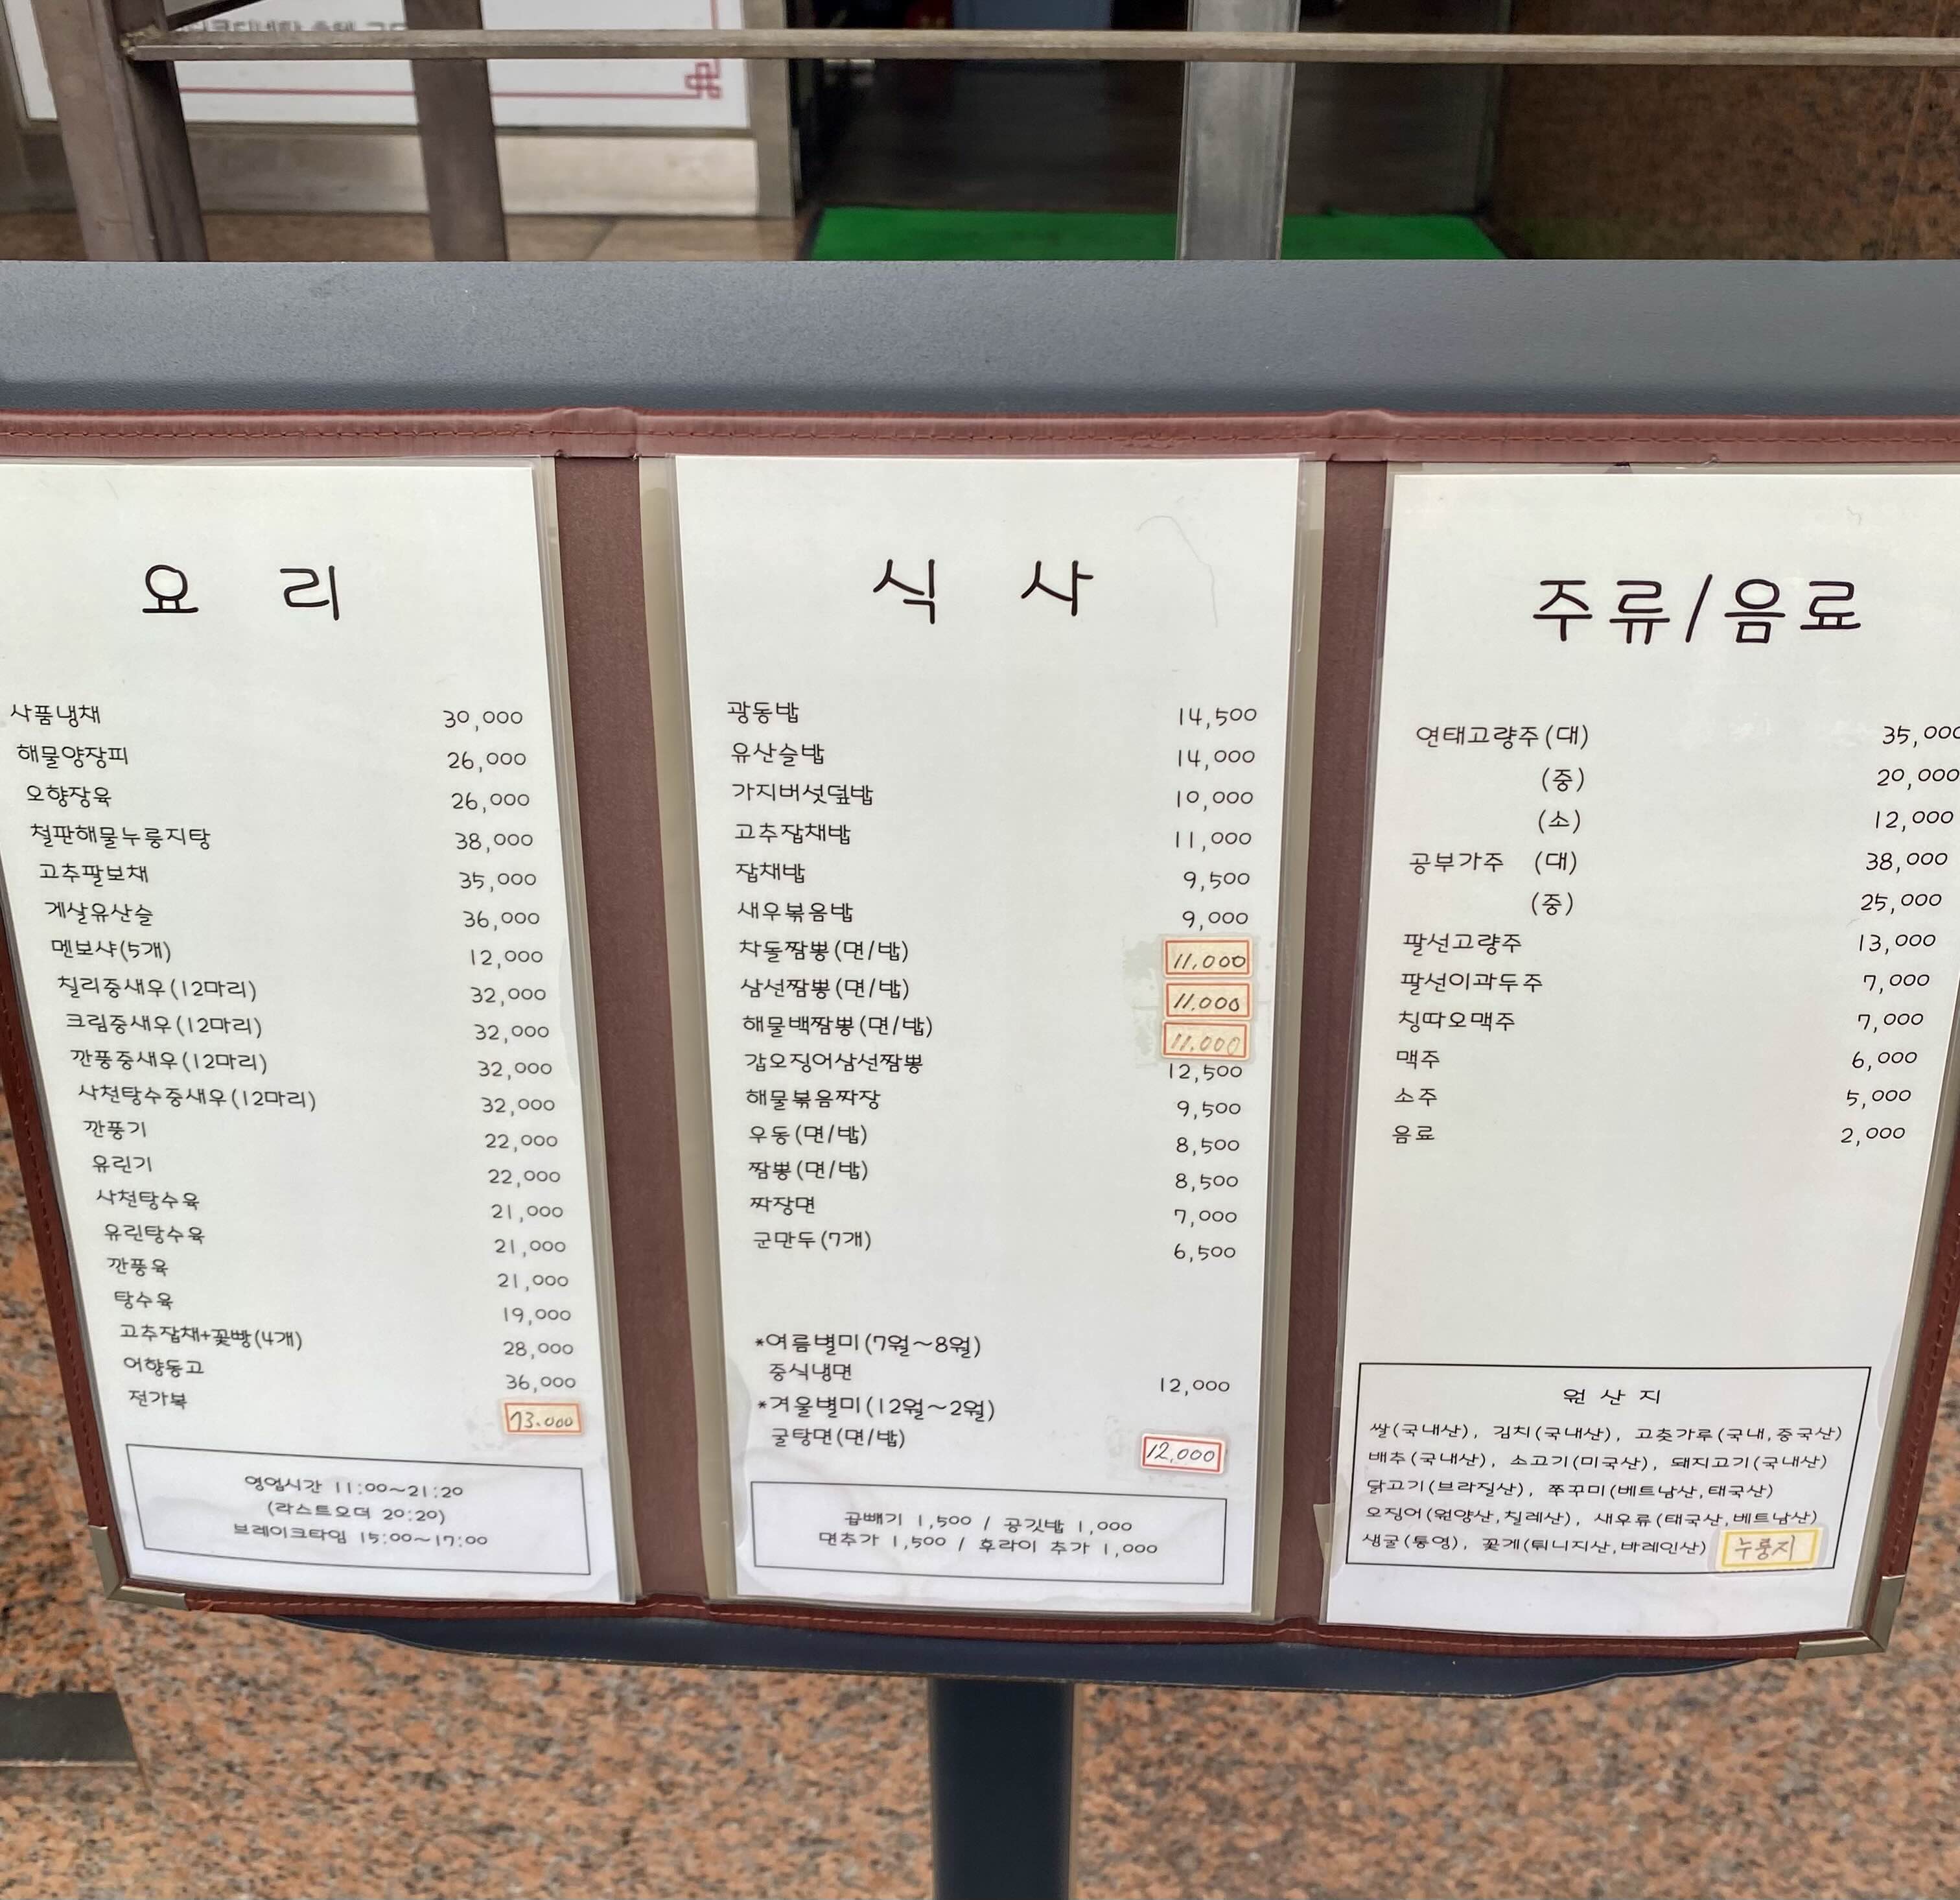 요 리
사품냉채 30,000
해물양장피 26,000
오향장육 26,000
철판해물누룽지탕 38,000
고추팔보채 35,000
게살유산슬 36,000
멘보샤(5개) 12,000
칠리중새우(12마리) 32,000
크림중새우(12마리) 32,000
깐풍중새우(12마리) 32,000
사천탕수중새우(12마리) 32,000
깐풍기 22,000
유린기 22,000
사천탕수육 21,000
유린탕수육 21,000
깐풍육 21,000
탕수육 19,000
고추잡채+꽃빵(4개) 28,000
어향동고 36,000
전가복 73.000
영업시간 11:00~21:20
(라스트오더 20:20)
브레이크타임 15:00~17:00
식 사
광동밥 14,500
유산슬밥 14,000
가지버섯덮밥 10,000
고추잡채밥 11,000
잡채밥 9,500
새우볶음밥 9,000
차돌짬뽕(면/밥) 11.000
삼선짬뽕(면/밥) 11.000
해물백짬뽕(면/밥) 11.000
갑오징어삼선짬뽕 12,500
해물볶음짜장 9,500
우동(면/밥) 8,500
짬뽕(면/밥) 8,500
짜장면 7,000
군만두(7개) 6,500
*여름별미(7월~8월)
중식냉면 12,000
*겨울별미(12월~2월)
굴탕면(면/밥) 12,000
곱빼기 1,500 / 공깃밥 1,000
면추가 1,500 / 후라이 추가 1,000
주류/음료
연태고량주(대) 35,000
(중) 20,000
(소) 12,000
공부가주 (대) 38,000
(중) 25,000
팔선고량주 13,000
팔선이과두주 7,000
칭따오맥주 7,000
맥주 6,000
소주 5,000
음료 2,000
원 산 지
쌀(국내산), 김치(국내산), 고춧가루(국내,중국산)
배추(국내산), 소고기(미국산), 돼지고기(국내산)
닭고기(브라질산), 쭈꾸미(베트남산,태국산)
오징어(원양산,칠레산), 새우류(태국산,베트남산)
생굴(통영), 꽃게(튀니지산,바레인산) 누룽지